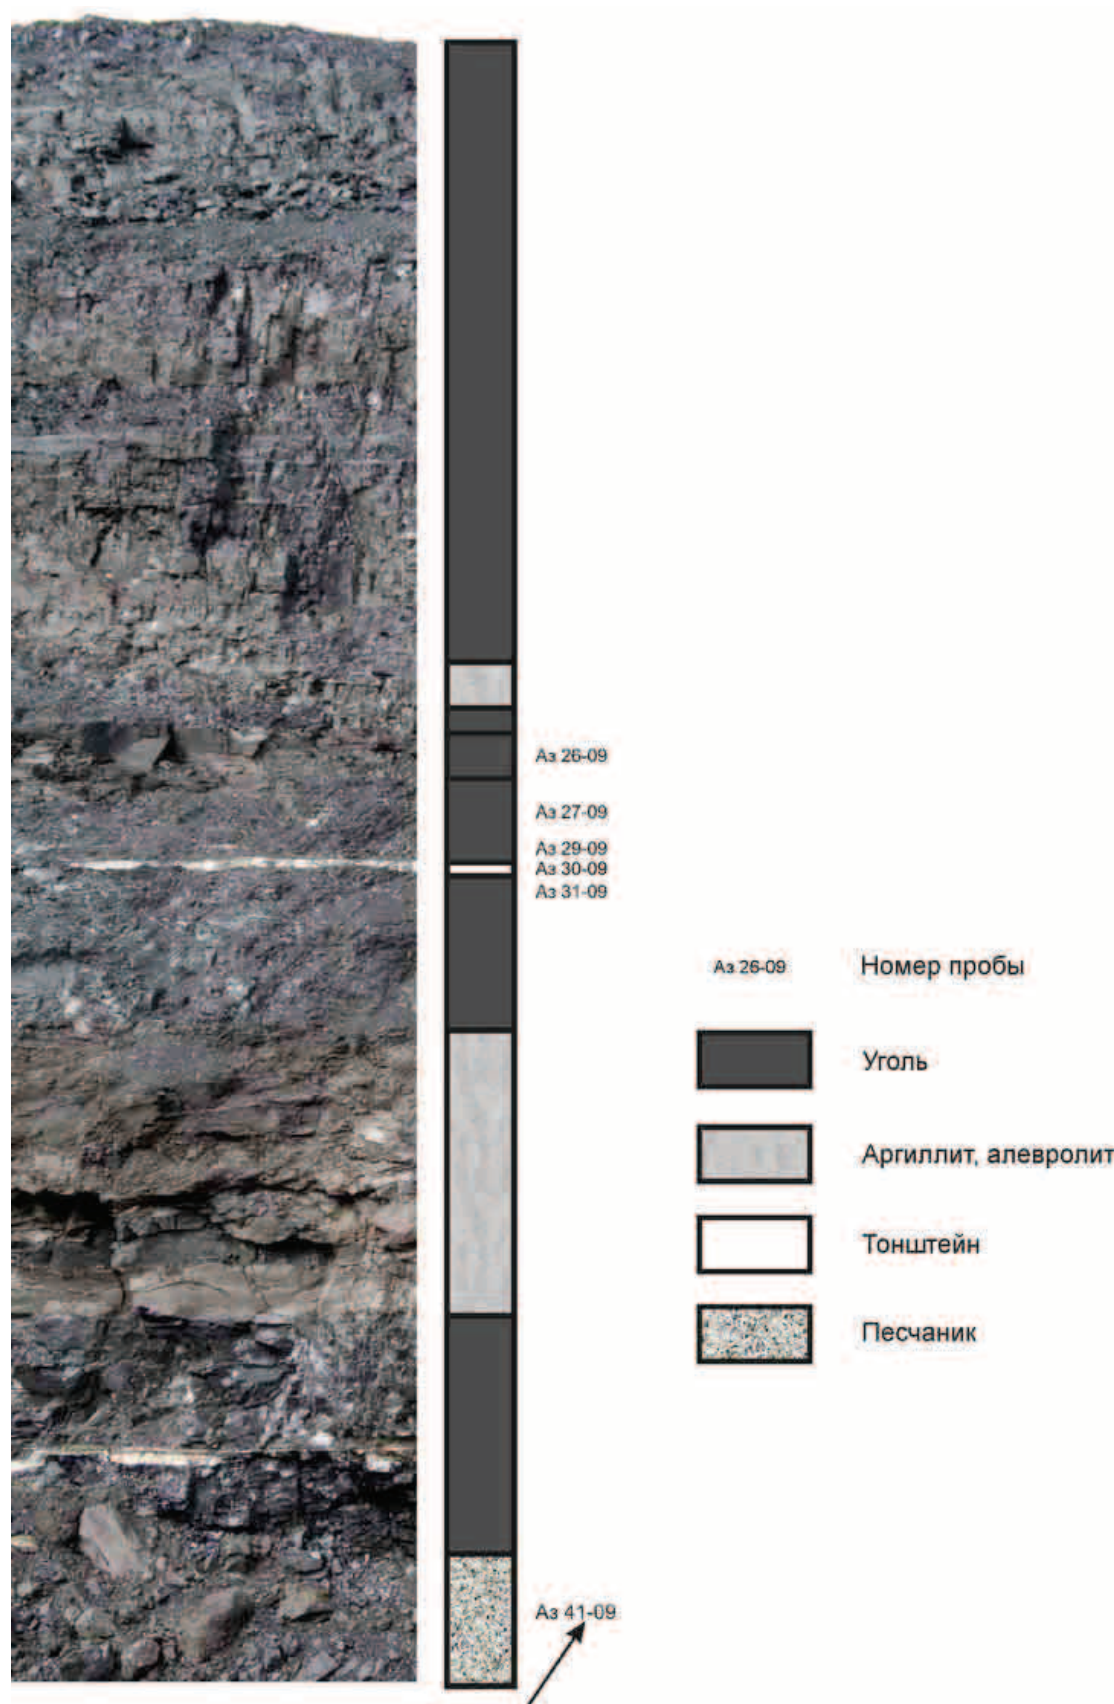 Аз 26-09
Аз 27-09
Аз 29-09
Аз 30-09
Аз 31-09
Аз 26-09 Номер пробы
Уголь
Аргиллит, алевролит
Тонштейн
Песчаник
Аз 41-09